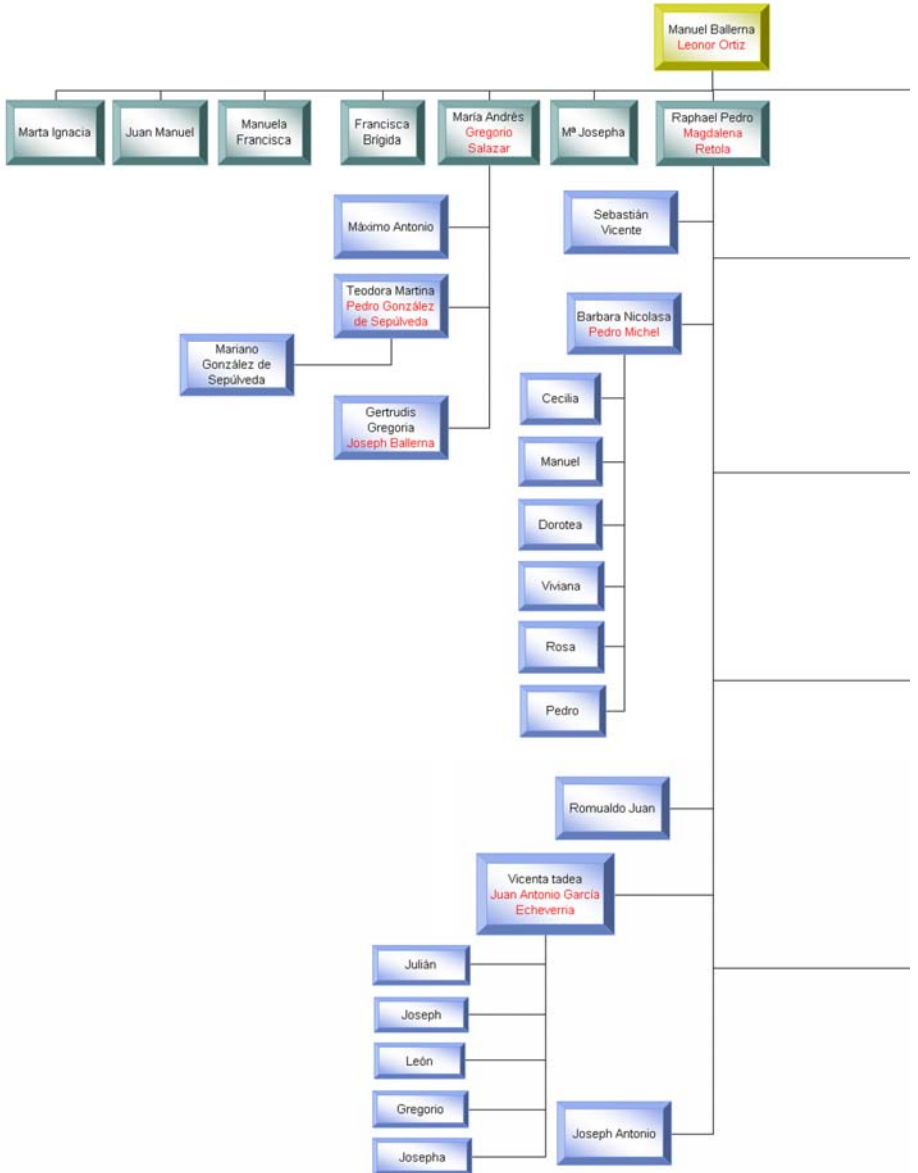 Manuel Ballerna
Leonor Ortiz
Marta Ignacia
Juan Manuel
Manuela
Francisca
Francisca
Brígida
María Andrés
Gregorio
Salazar
Mª Josepha
Raphael Pedro
Magdalena
Retola
Máximo Antonio
Teodora Martina
Pedro González
de Sepúlveda
Mariano
González de
Sepúlveda
Gertrudis
Gregoria
Joseph Ballerna
Sebastián
Vicente
Barbara Nicolasa
Pedro Michel
Cecilia
Manuel
Dorotea
Viviana
Rosa
Pedro
Romualdo Juan
Vicenta tadea
Juan Antonio García
Echeverria
Julián
Joseph
León
Gregorio
Josepha
Joseph Antonio